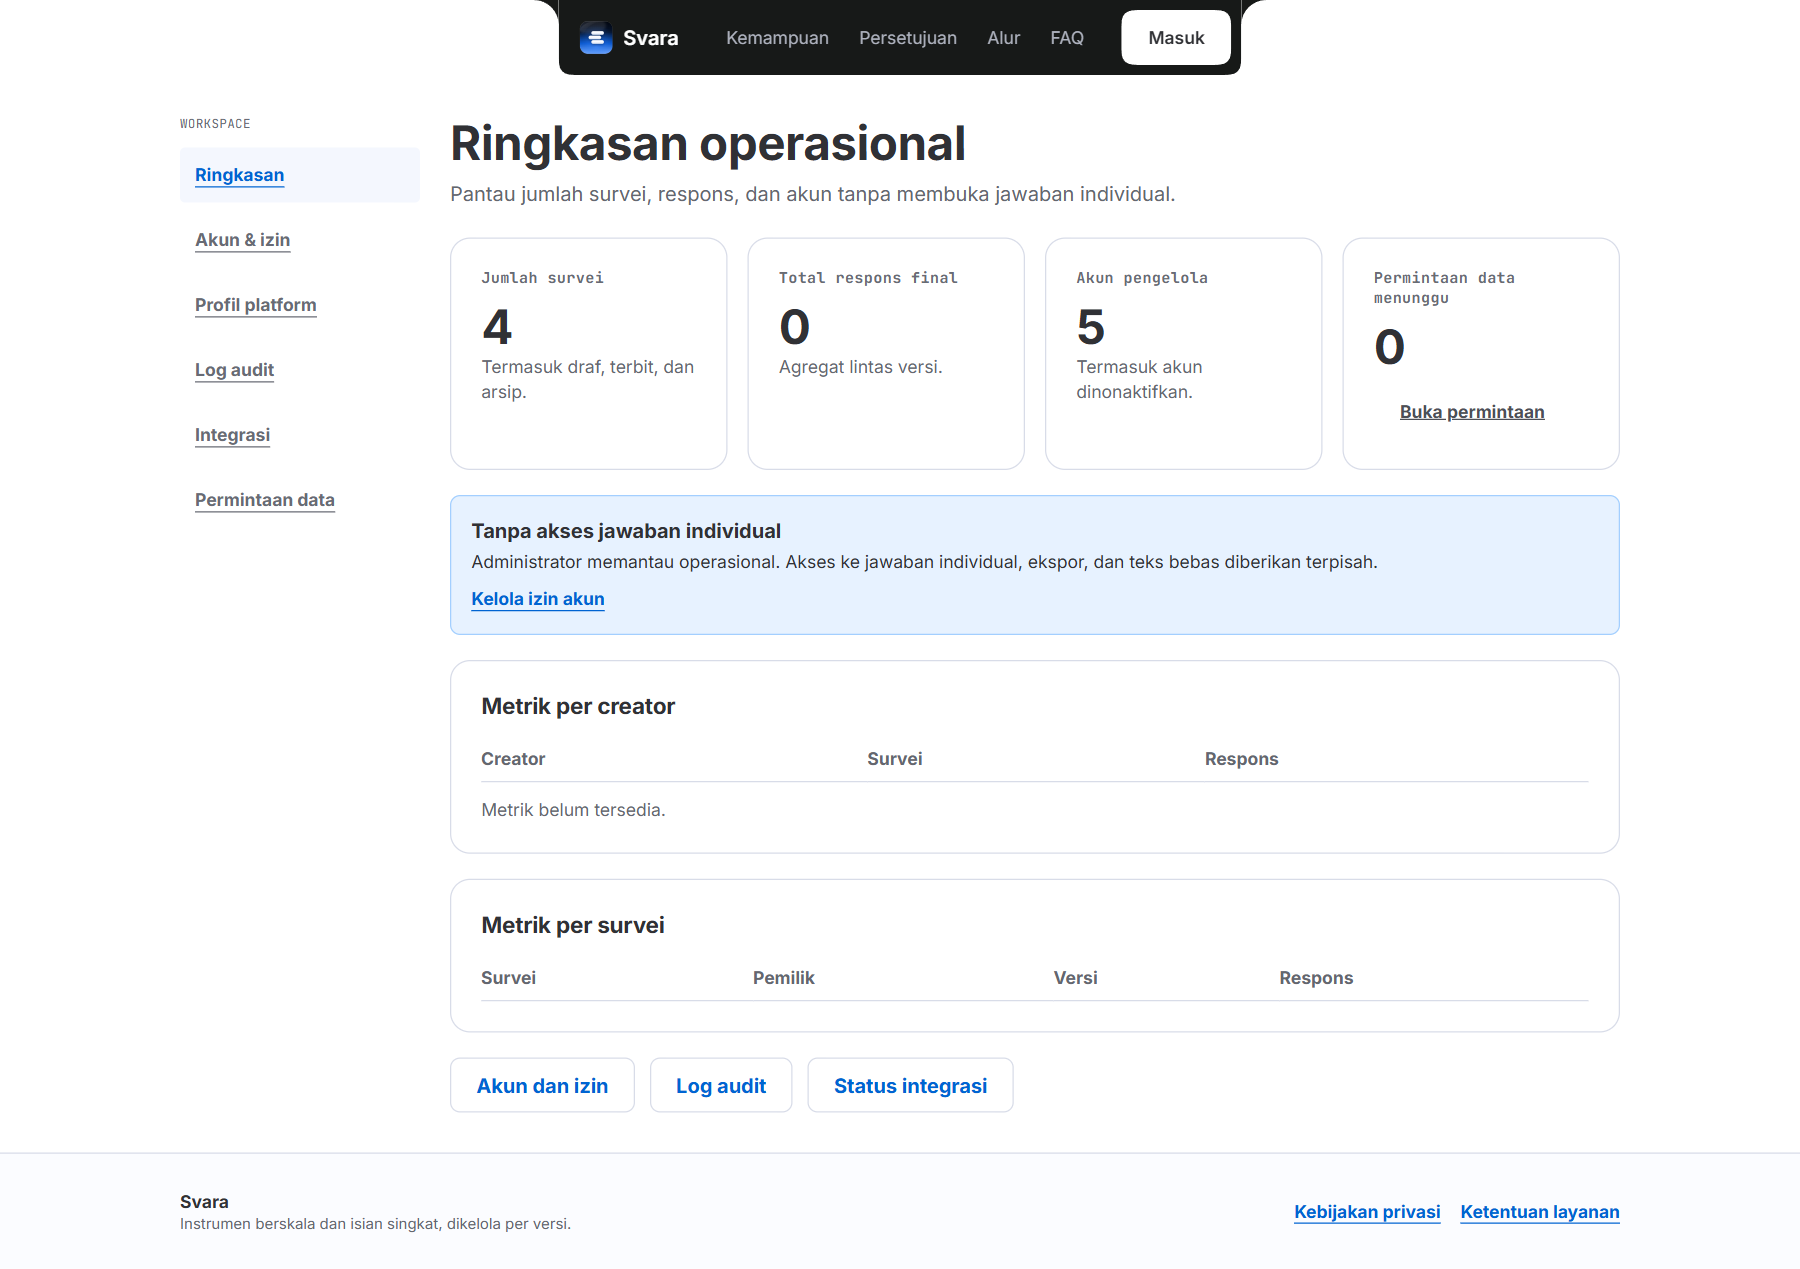 Svara
Kemampuan
Persetujuan
Alur
FAQ
Masuk
WORKSPACE
Ringkasan
Akun & izin
Profil platform
Log audit
Integrasi
Permintaan data
Ringkasan operasional
Pantau jumlah survei, respons, dan akun tanpa membuka jawaban individual.
Jumlah survei
4
Termasuk draf, terbit, dan
arsip.
Total respons final
0
Agregat lintas versi.
Akun pengelola
5
Termasuk akun
dinonaktifkan.
Permintaan data
menunggu
0
Buka permintaan
Tanpa akses jawaban individual
Administrator memantau operasional. Akses ke jawaban individual, ekspor, dan teks bebas diberikan terpisah.
Kelola izin akun
Metrik per creator
Creator Survei Respons
Metrik belum tersedia.
Metrik per survei
Survei Pemilik Versi Respons
Akun dan izin
Log audit
Status integrasi
Svara
Instrumen berskala dan isian singkat, dikelola per versi.
Kebijakan privasi
Ketentuan layanan